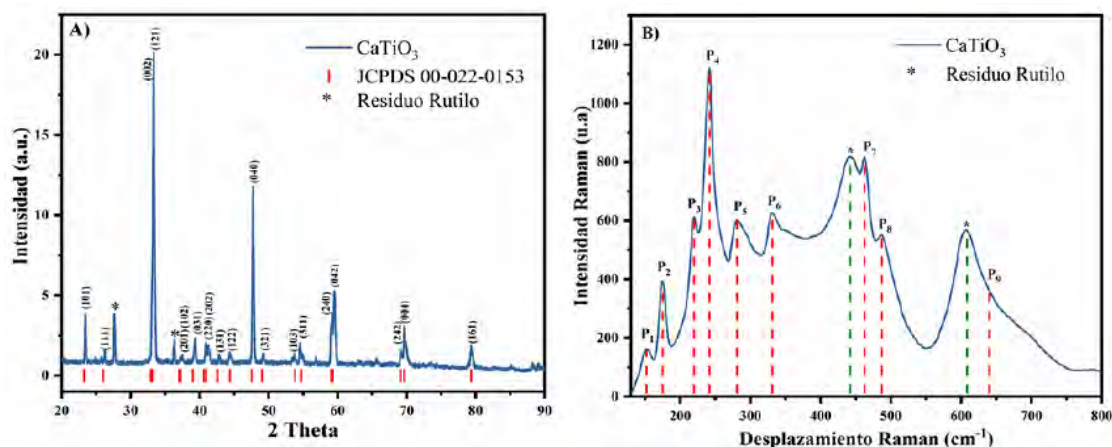 A)
CaTiO₃
JCPDS 00-022-0153
* Residuo Rutilo
Intensidad (a.u.)
20
15
10
5
0
(101)
(111)
*
(002)
(121)
*
(201)
(102)
(031)
(220)
(202)
(131)
(122)
(040)
(321)
(103)
(311)
(240)
(042)
(242)
(161)
20 30 40 50 60 70 80 90
2 Theta
B)
CaTiO₃
* Residuo Rutilo
Intensidad Raman (u.a)
1200
1000
800
600
400
200
0
P₁
P₂
P₃
P₄
P₅
P₆
*
P₇
P₈
*
P₉
200 300 400 500 600 700 800
Desplazamiento Raman (cm⁻¹)